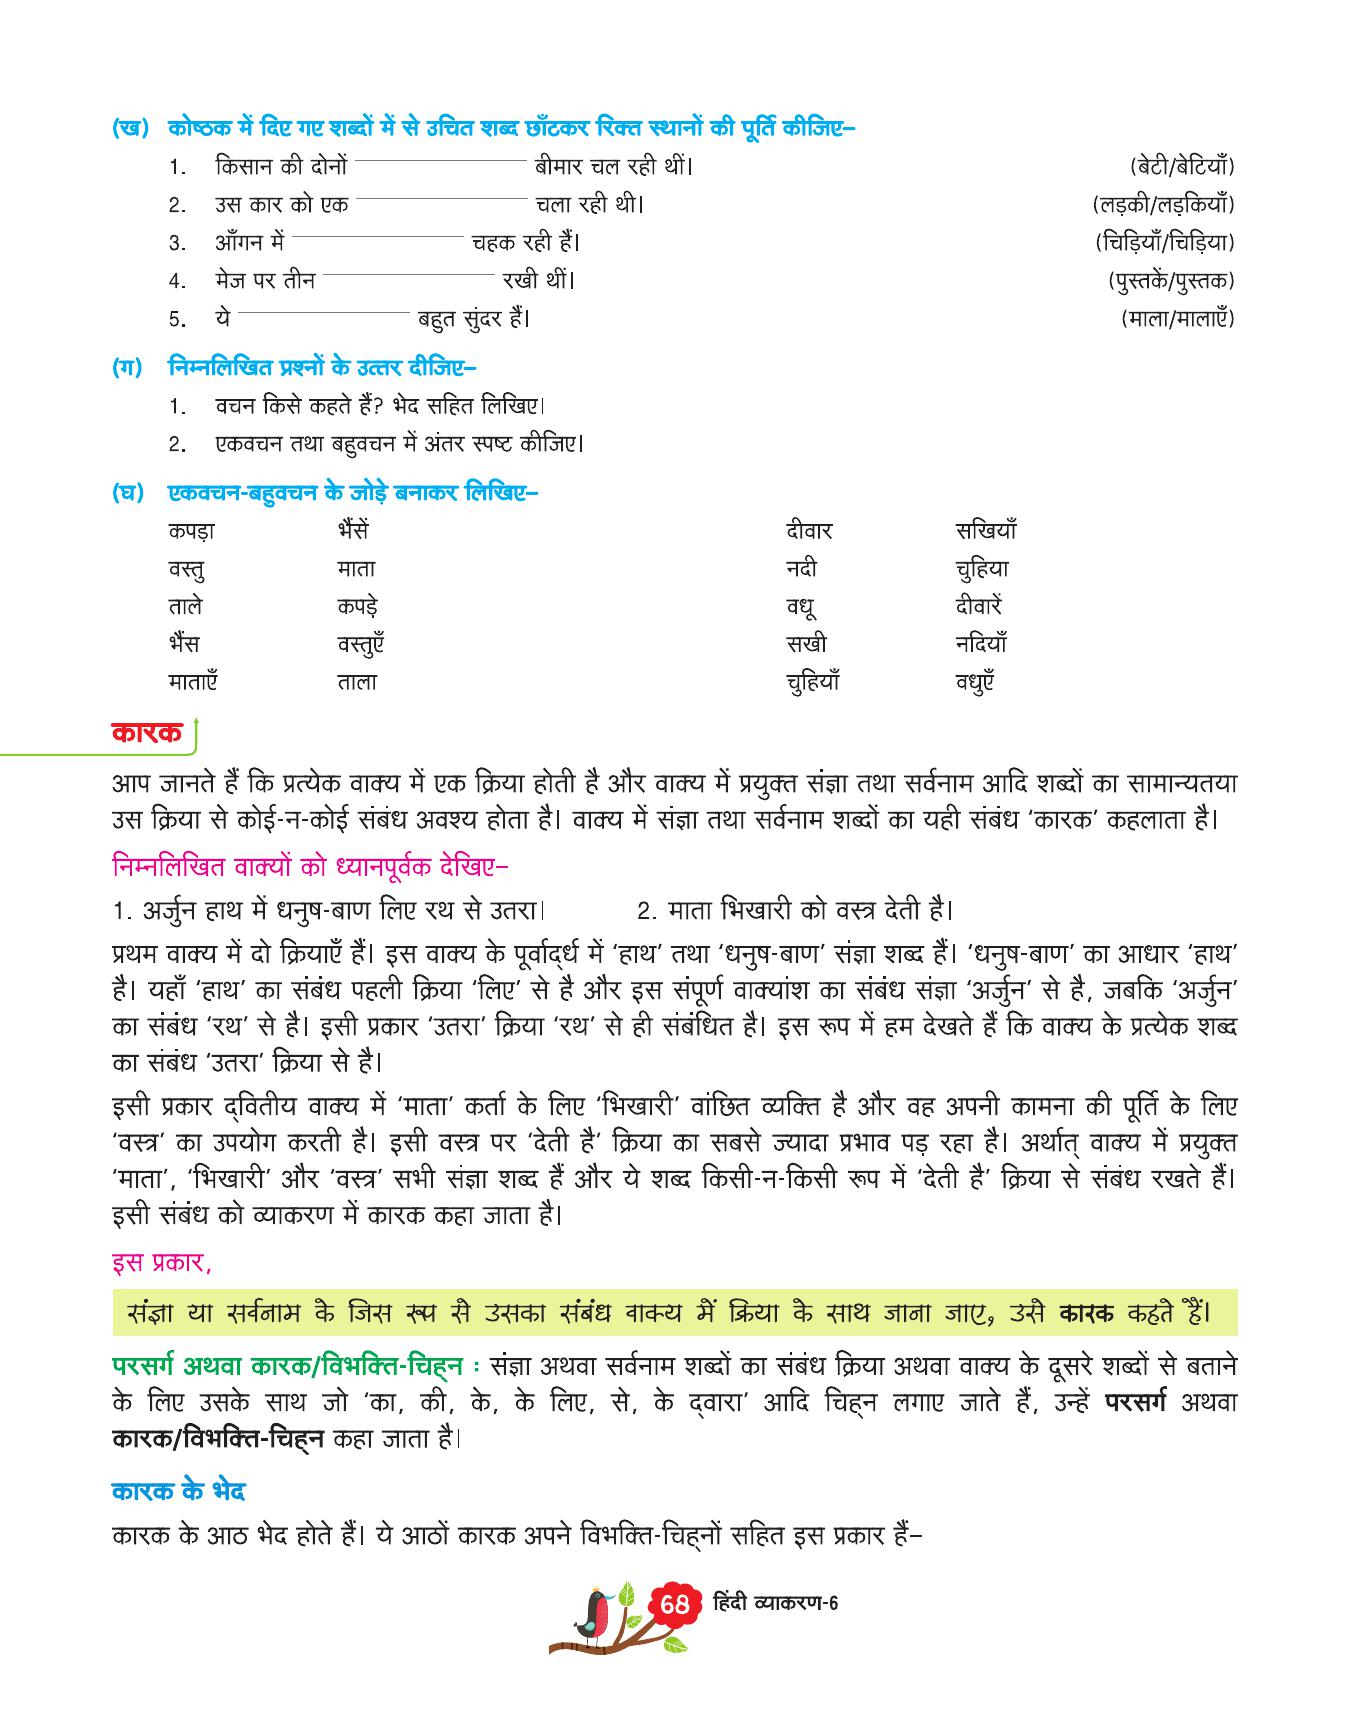 (ख) कोष्ठक में दिए गए शब्दों में से उचित शब्द छाँटकर रिक्त स्थानों की पूर्ति कीजिए–
1. किसान की दोनों ____________ बीमार चल रही थीं। (बेटी/बेटियाँ)
2. उस कार को एक ____________ चला रही थी। (लड़की/लड़कियाँ)
3. आँगन में ____________ चहक रही हैं। (चिड़ियाँ/चिड़िया)
4. मेज पर तीन ____________ रखी थीं। (पुस्तकें/पुस्तक)
5. ये ____________ बहुत सुंदर हैं। (माला/मालाएँ)
(ग) निम्नलिखित प्रश्नों के उत्तर दीजिए–
1. वचन किसे कहते हैं? भेद सहित लिखिए।
2. एकवचन तथा बहुवचन में अंतर स्पष्ट कीजिए।
(घ) एकवचन-बहुवचन के जोड़े बनाकर लिखिए–
कपड़ा भैंसें दीवार सखियाँ
वस्तु माता नदी चुहिया
ताले कपड़े वधू दीवारें
भैंस वस्तुएँ सखी नदियाँ
माताएँ ताला चुहियाँ वधुएँ
कारक
आप जानते हैं कि प्रत्येक वाक्य में एक क्रिया होती है और वाक्य में प्रयुक्त संज्ञा तथा सर्वनाम आदि शब्दों का सामान्यतया
उस क्रिया से कोई-न-कोई संबंध अवश्य होता है। वाक्य में संज्ञा तथा सर्वनाम शब्दों का यही संबंध ‘कारक’ कहलाता है।
निम्नलिखित वाक्यों को ध्यानपूर्वक देखिए–
1. अर्जुन हाथ में धनुष-बाण लिए रथ से उतरा। 2. माता भिखारी को वस्त्र देती है।
प्रथम वाक्य में दो क्रियाएँ हैं। इस वाक्य के पूर्वाद्‌र्ध में ‘हाथ’ तथा ‘धनुष-बाण’ संज्ञा शब्द हैं। ‘धनुष-बाण’ का आधार ‘हाथ’
है। यहाँ ‘हाथ’ का संबंध पहली क्रिया ‘लिए’ से है और इस संपूर्ण वाक्यांश का संबंध संज्ञा ‘अर्जुन’ से है, जबकि ‘अर्जुन’
का संबंध ‘रथ’ से है। इसी प्रकार ‘उतरा’ क्रिया ‘रथ’ से ही संबंधित है। इस रूप में हम देखते हैं कि वाक्य के प्रत्येक शब्द
का संबंध ‘उतरा’ क्रिया से है।
इसी प्रकार द्‌वितीय वाक्य में ‘माता’ कर्ता के लिए ‘भिखारी’ वांछित व्यक्ति है और वह अपनी कामना की पूर्ति के लिए
‘वस्त्र’ का उपयोग करती है। इसी वस्त्र पर ‘देती है’ क्रिया का सबसे ज्यादा प्रभाव पड़ रहा है। अर्थात् वाक्य में प्रयुक्त
‘माता’, ‘भिखारी’ और ‘वस्त्र’ सभी संज्ञा शब्द हैं और ये शब्द किसी-न-किसी रूप में ‘देती है’ क्रिया से संबंध रखते हैं।
इसी संबंध को व्याकरण में कारक कहा जाता है।
इस प्रकार,
संज्ञा या सर्वनाम के जिस रूप से उसका संबंध वाक्य में क्रिया के साथ जाना जाए, उसे कारक कहते हैं।
परसर्ग अथवा कारक/विभक्ति-चिह्‌न : संज्ञा अथवा सर्वनाम शब्दों का संबंध क्रिया अथवा वाक्य के दूसरे शब्दों से बताने
के लिए उसके साथ जो ‘का, की, के, के लिए, से, के द्‌वारा’ आदि चिह्‌न लगाए जाते हैं, उन्हें परसर्ग अथवा
कारक/विभक्ति-चिह्‌न कहा जाता है।
कारक के भेद
कारक के आठ भेद होते हैं। ये आठों कारक अपने विभक्ति-चिह्‌नों सहित इस प्रकार हैं–
68 हिंदी व्याकरण-6